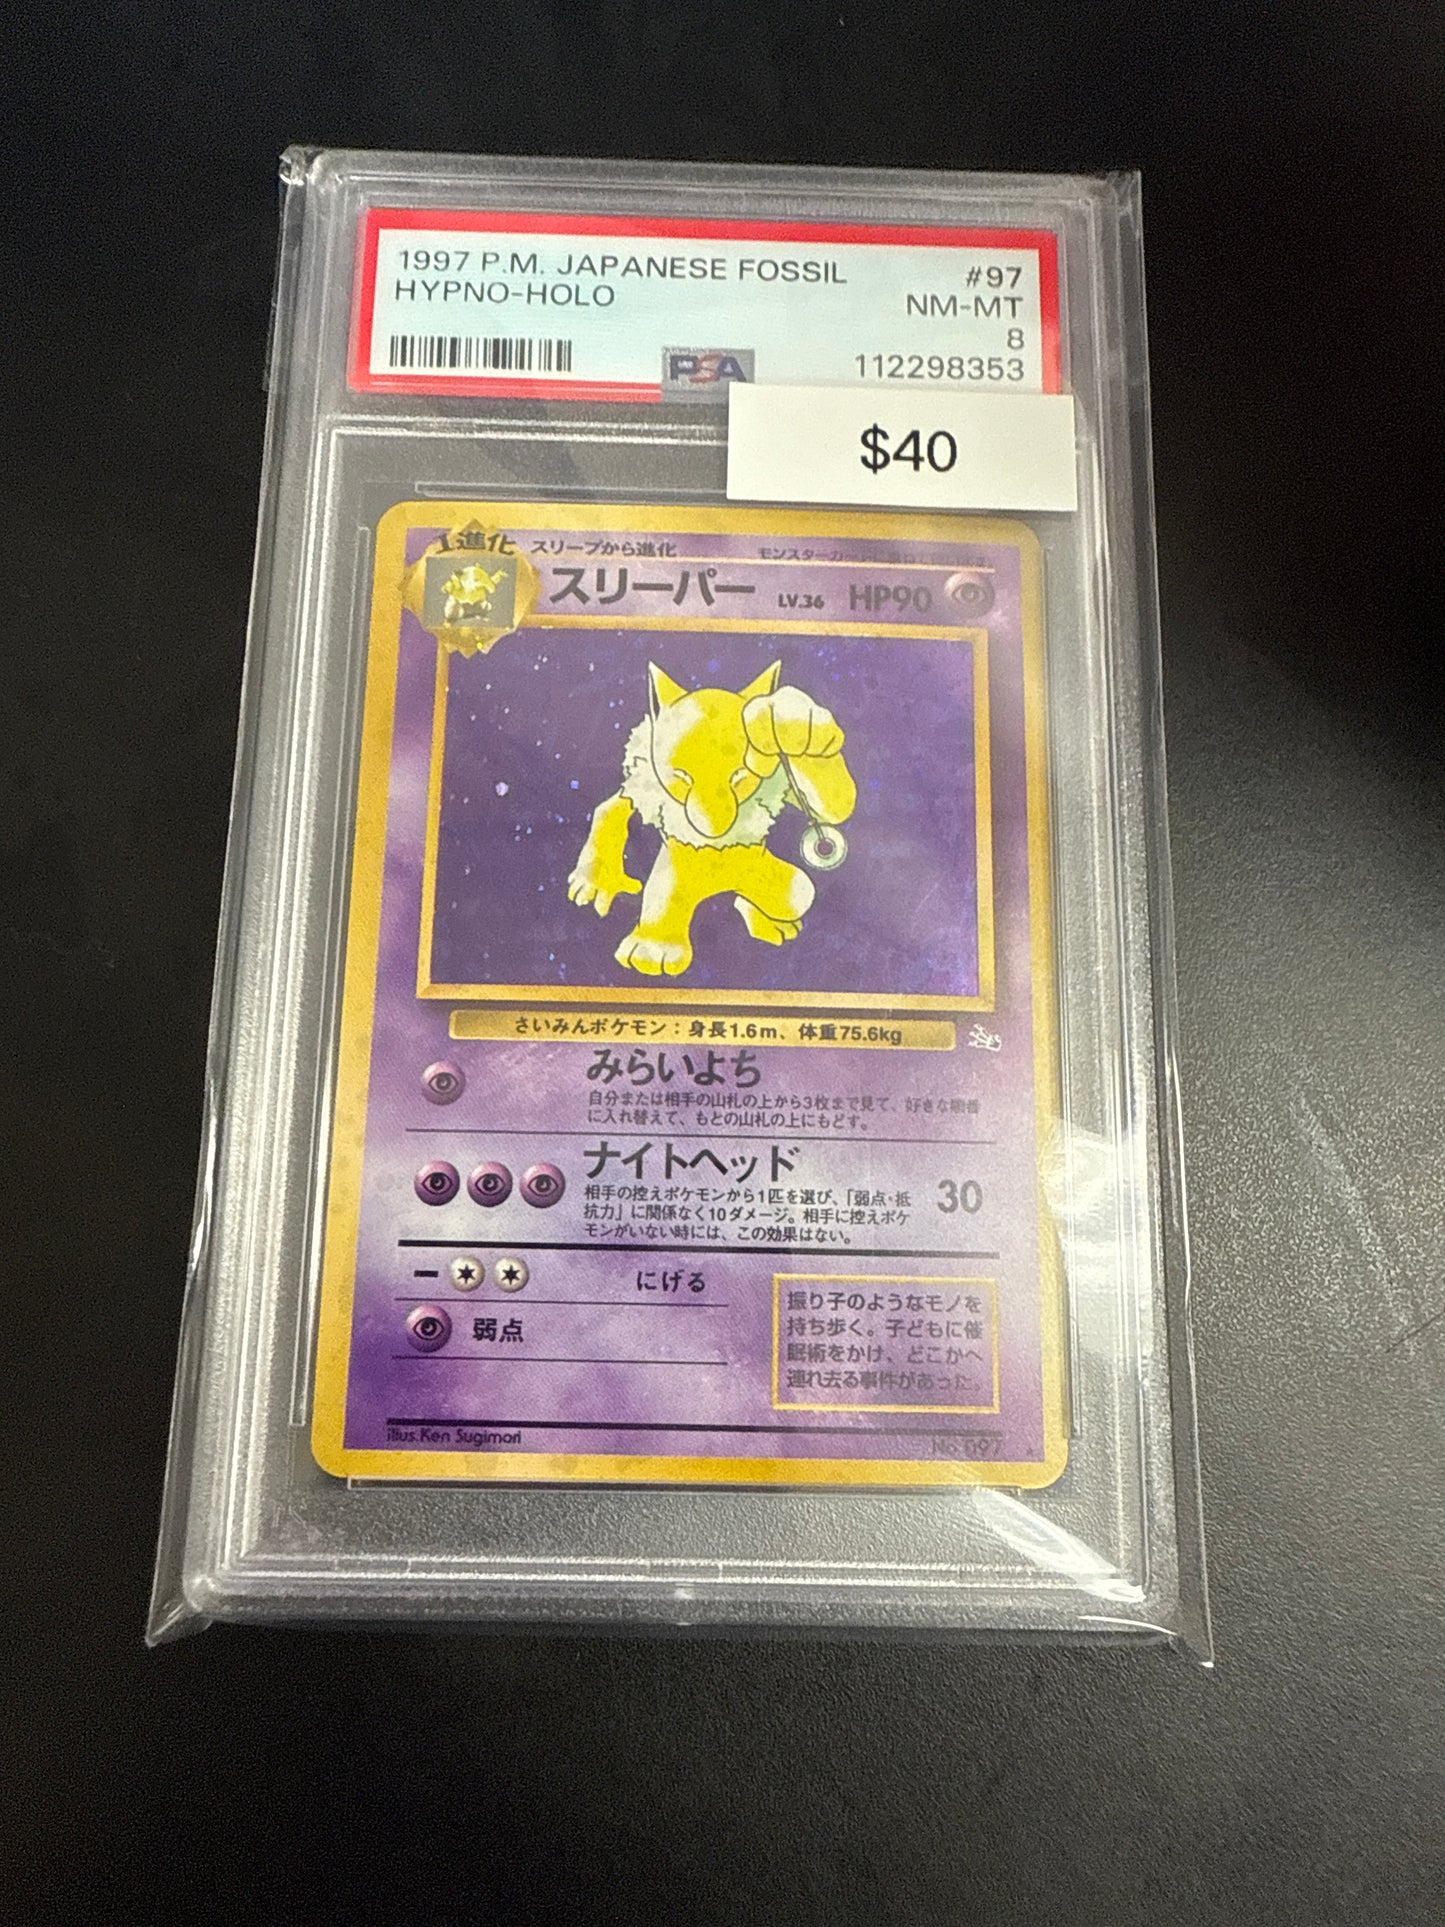 1997 P.M. JAPANESE FOSSIL #97
HYPNO-HOLO NM-MT
8
PSA 112298353
$40
1進化 スリープから進化
スリーパー LV.36 HP90
さいみんポケモン：身長1.6m、体重75.6kg
みらいよち
自分または相手の山札の上から3枚まで見て、好きな順番
に入れ替えて、もとの山札の上にもどす。
ナイトヘッド
相手の控えポケモンから1匹を選び、「弱点・抵
抗力」に関係なく10ダメージ。相手に控えポケ
モンがいない時には、この効果はない。
30
ー にげる
弱点
振り子のようなモノを
持ち歩く。子どもに催
眠術をかけ、どこかへ
連れ去る事件があった。
illus.Ken Sugimori No.097